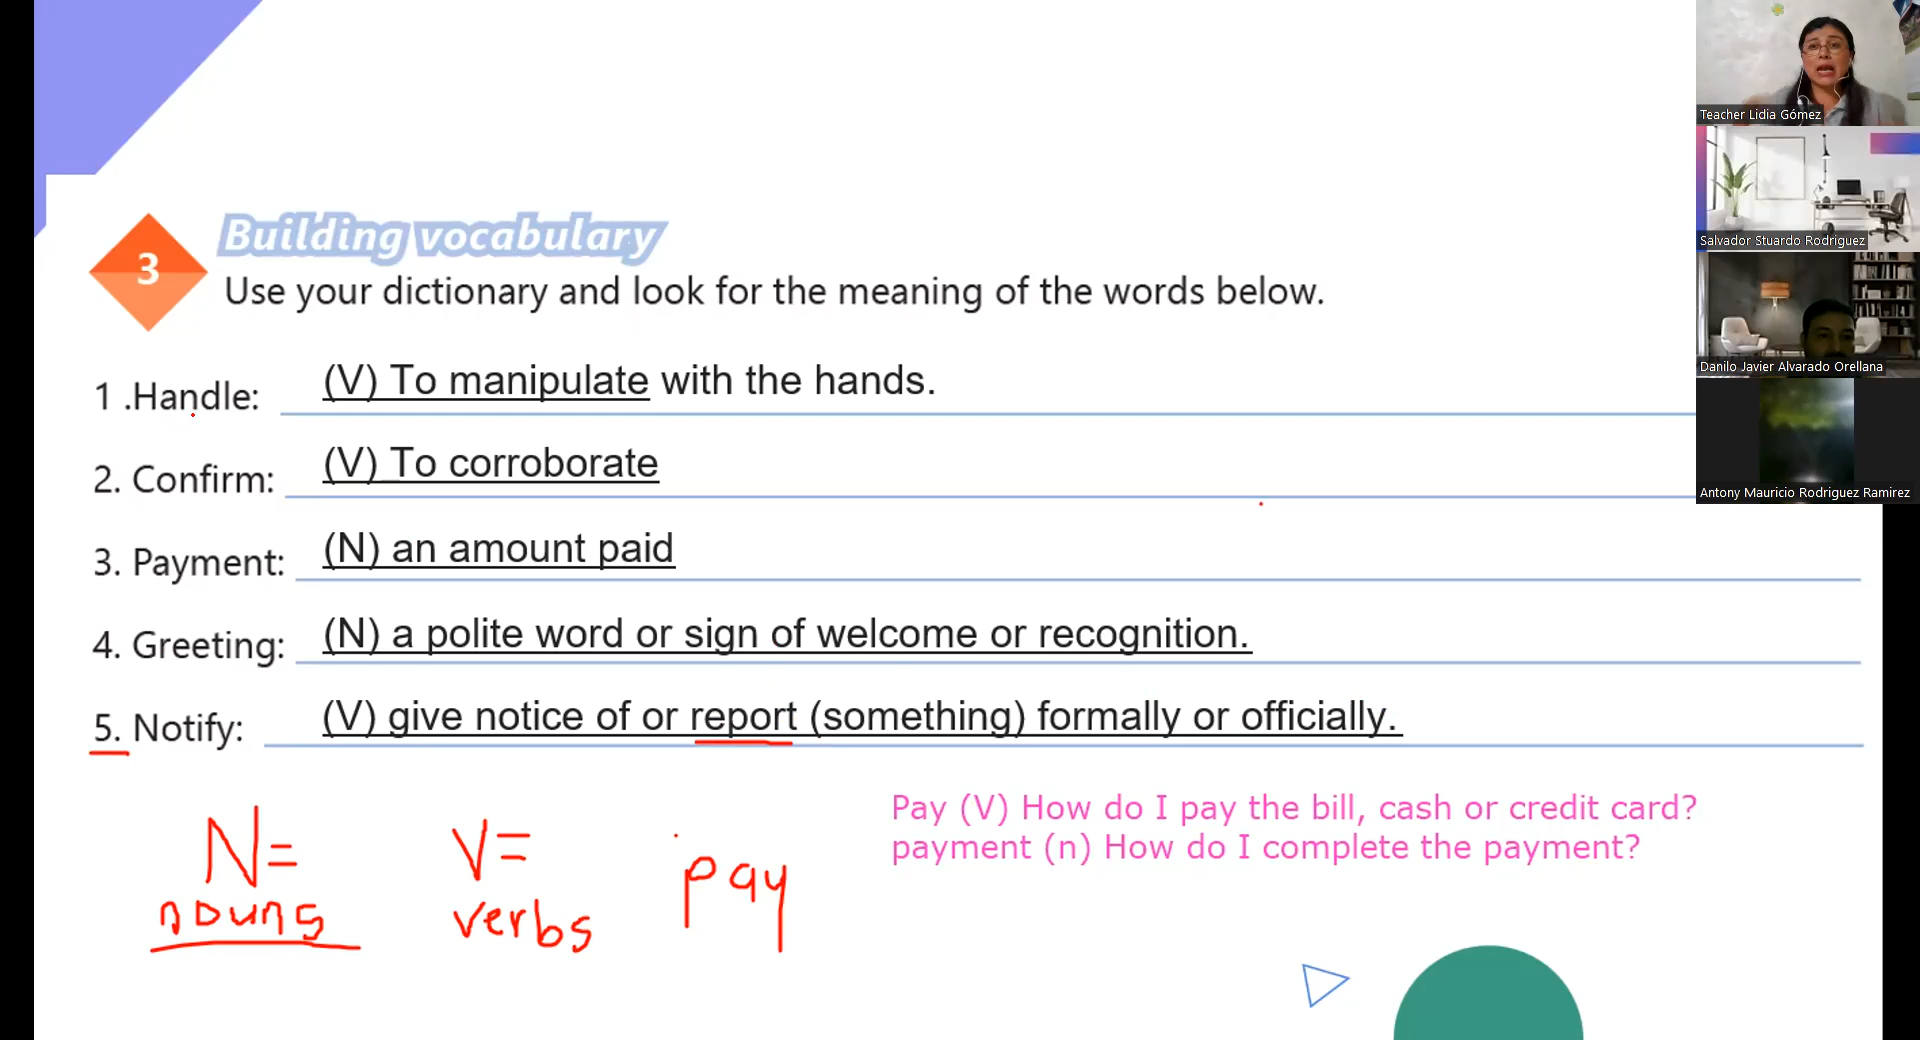 Building vocabulary
3
Use your dictionary and look for the meaning of the words below.
1 .Handle: (V) To manipulate with the hands.
2. Confirm: (V) To corroborate
3. Payment: (N) an amount paid
4. Greeting: (N) a polite word or sign of welcome or recognition.
5. Notify: (V) give notice of or report (something) formally or officially.
Pay (V) How do I pay the bill, cash or credit card?
payment (n) How do I complete the payment?
N=
nouns
V=
verbs
pay
Teacher Lidia Gómez
Salvador Stuardo Rodriguez
Danilo Javier Alvarado Orellana
Antony Mauricio Rodriguez Ramirez